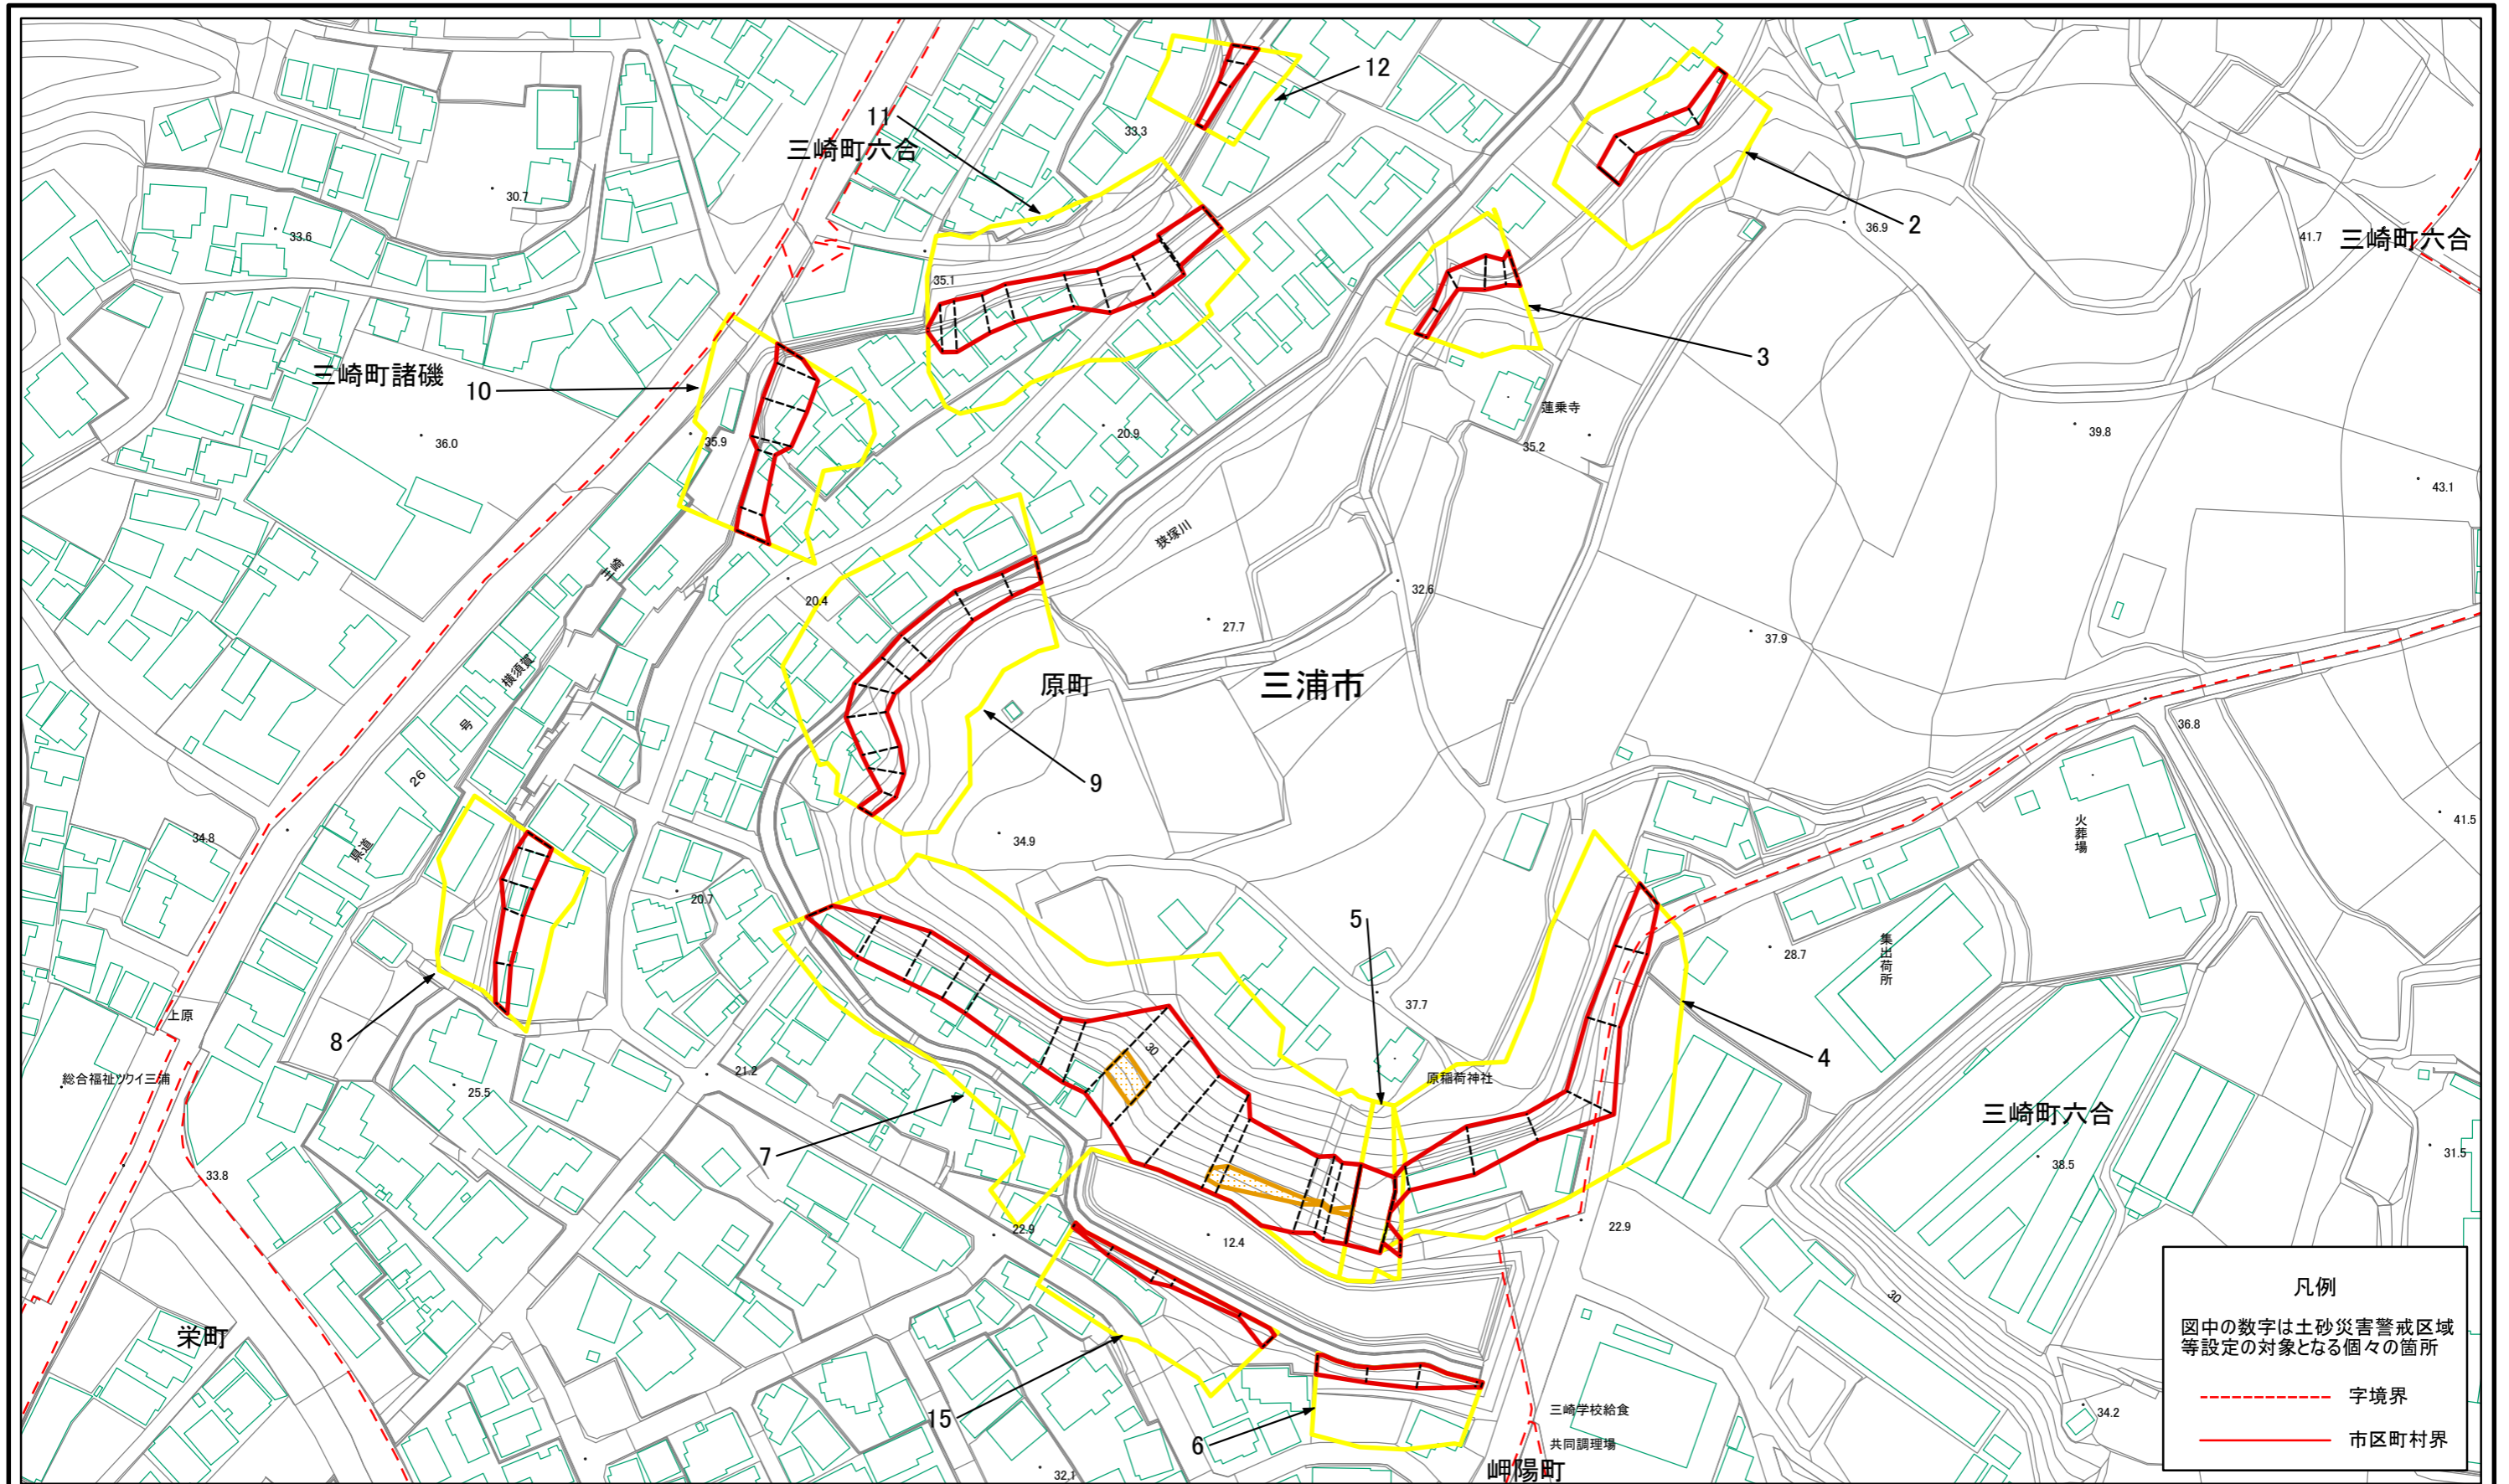 12
11
33.3
三崎町六合
30.7
33.6
2
36.9
41.7
三崎町六合
35.1
3
三崎町諸磯
10
蓮乗寺
36.0
35.9
20.9
35.2
39.8
43.1
狭塚川
三崎
20.4
32.6
27.7
37.9
横須賀
原町
三浦市
号
26
9
36.8
34.8
県道
34.9
火葬場
41.5
20.7
5
集出荷所
28.7
37.7
上原
8
30
4
総合福祉ツワイ三浦
21.2
原稲荷神社
25.5
三崎町六合
7
38.5
31.5
33.8
22.9
22.9
12.4
30
栄町
15
6
三崎学校給食
共同調理場
34.2
32.1
岬陽町
凡例
図中の数字は土砂災害警戒区域
等設定の対象となる個々の箇所
字境界
市区町村界